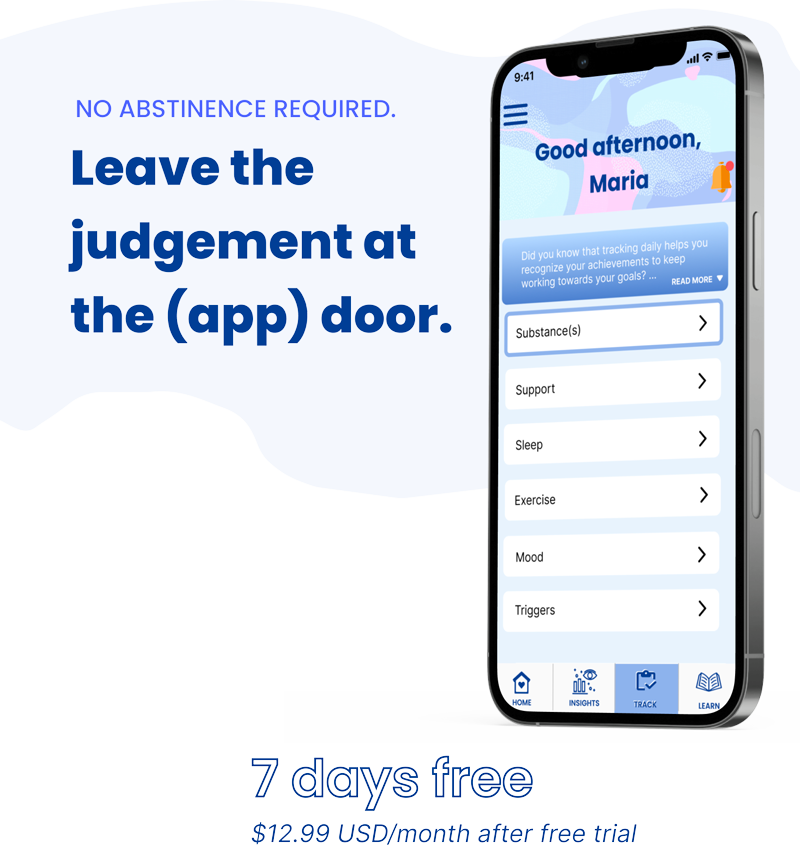 NO ABSTINENCE REQUIRED.
Leave the
judgement at
the (app) door.
9:41
Good afternoon,
Maria
Did you know that tracking daily helps you
recognize your achievements to keep
working towards your goals? ...
READ MORE
Substance(s)
Support
Sleep
Exercise
Mood
Triggers
HOME
INSIGHTS
TRACK
LEARN
7 days free
$12.99 USD/month after free trial